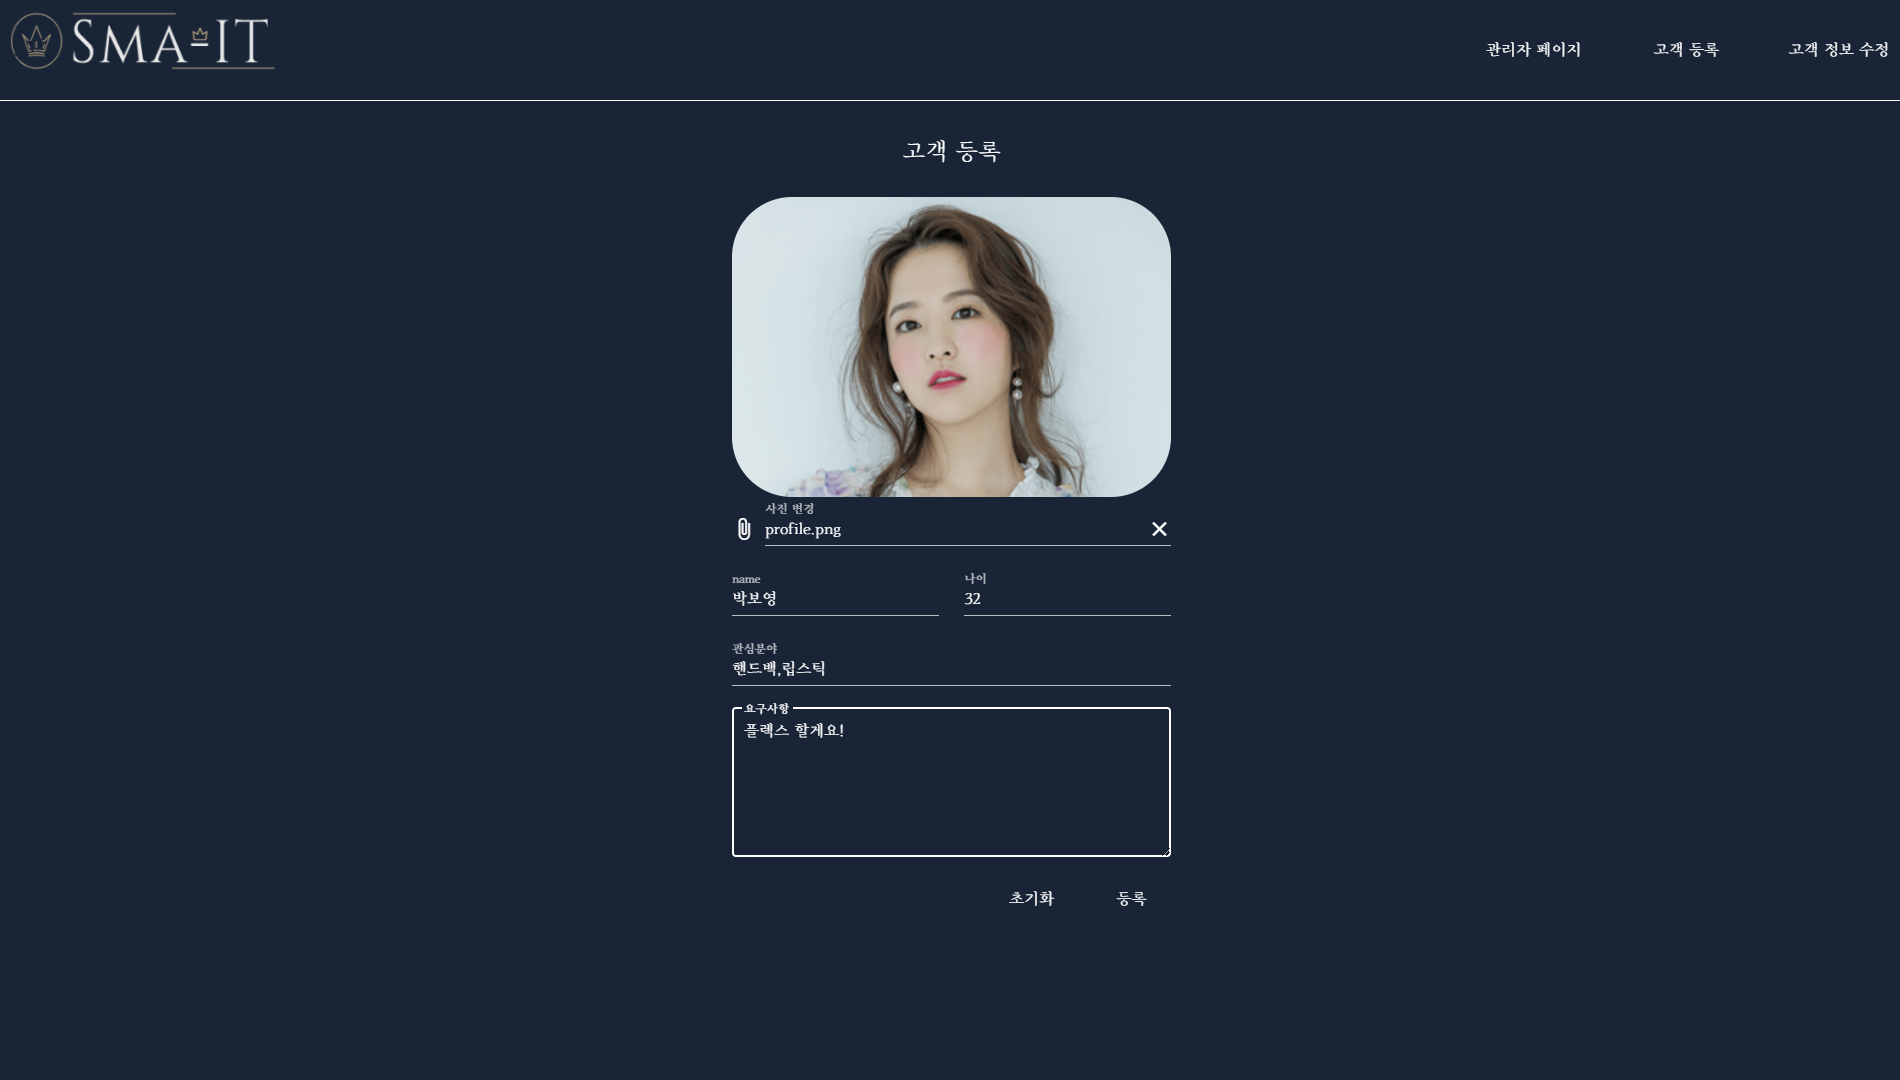 SMA-IT
관리자 페이지
고객 등록
고객 정보 수정
고객 등록
사진 변경
profile.png
name
박보영
나이
32
관심분야
핸드백,립스틱
요구사항
플렉스 할게요!
초기화
등록